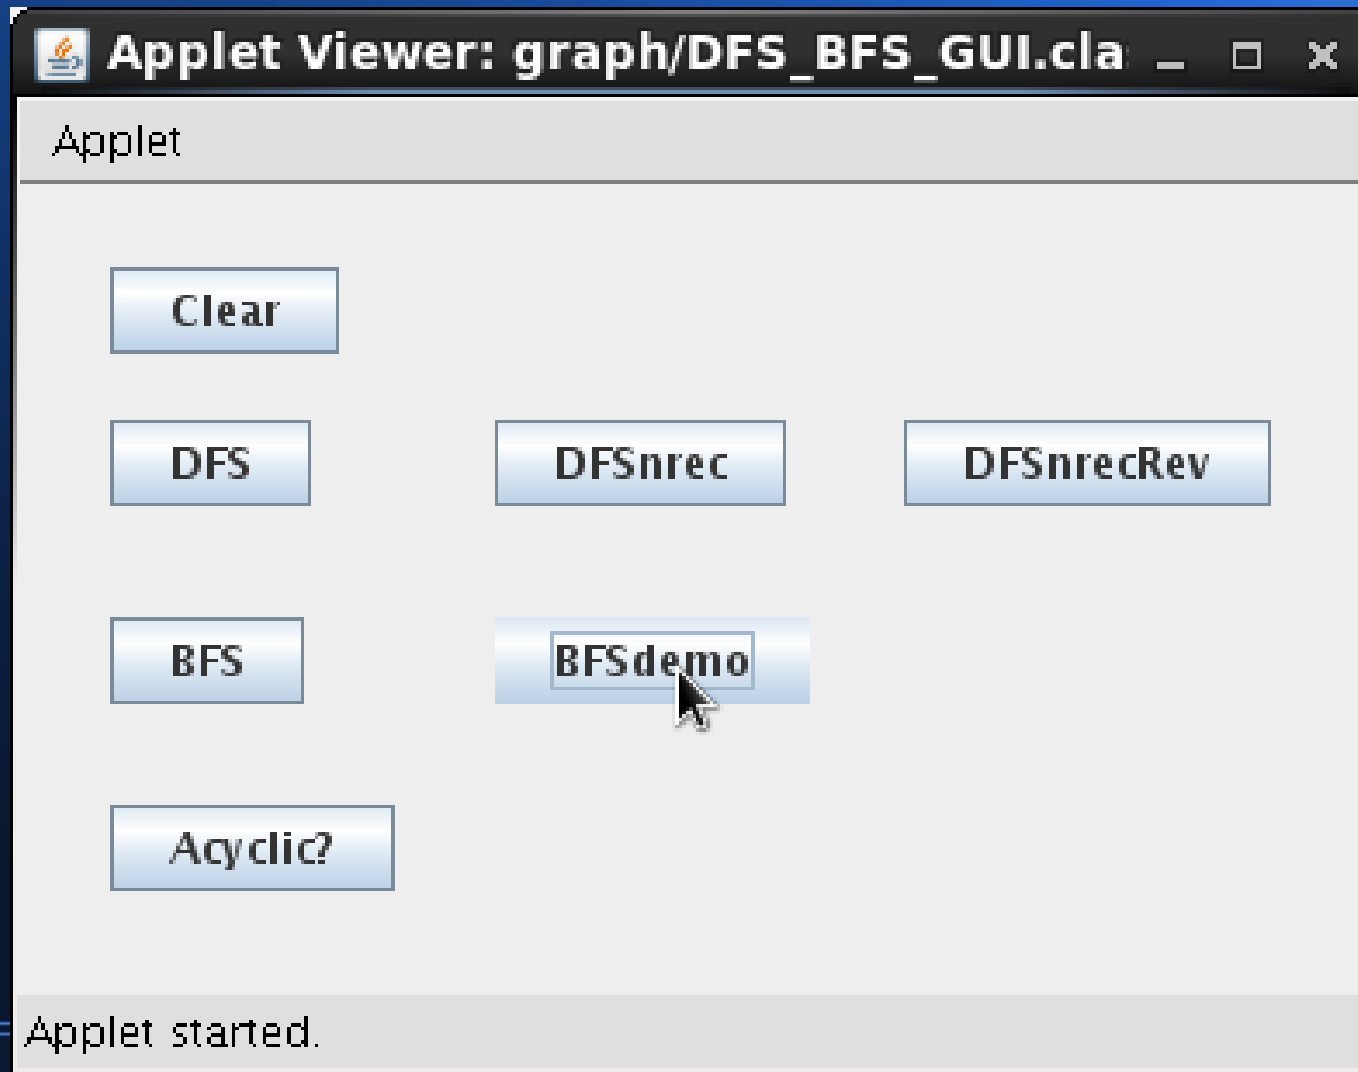 Applet Viewer: graph/DFS_BFS_GUI.cla
Applet
Clear
DFS DFSnrec DFSnrecRev
BFS BFSdemo
Acyclic?
Applet started.